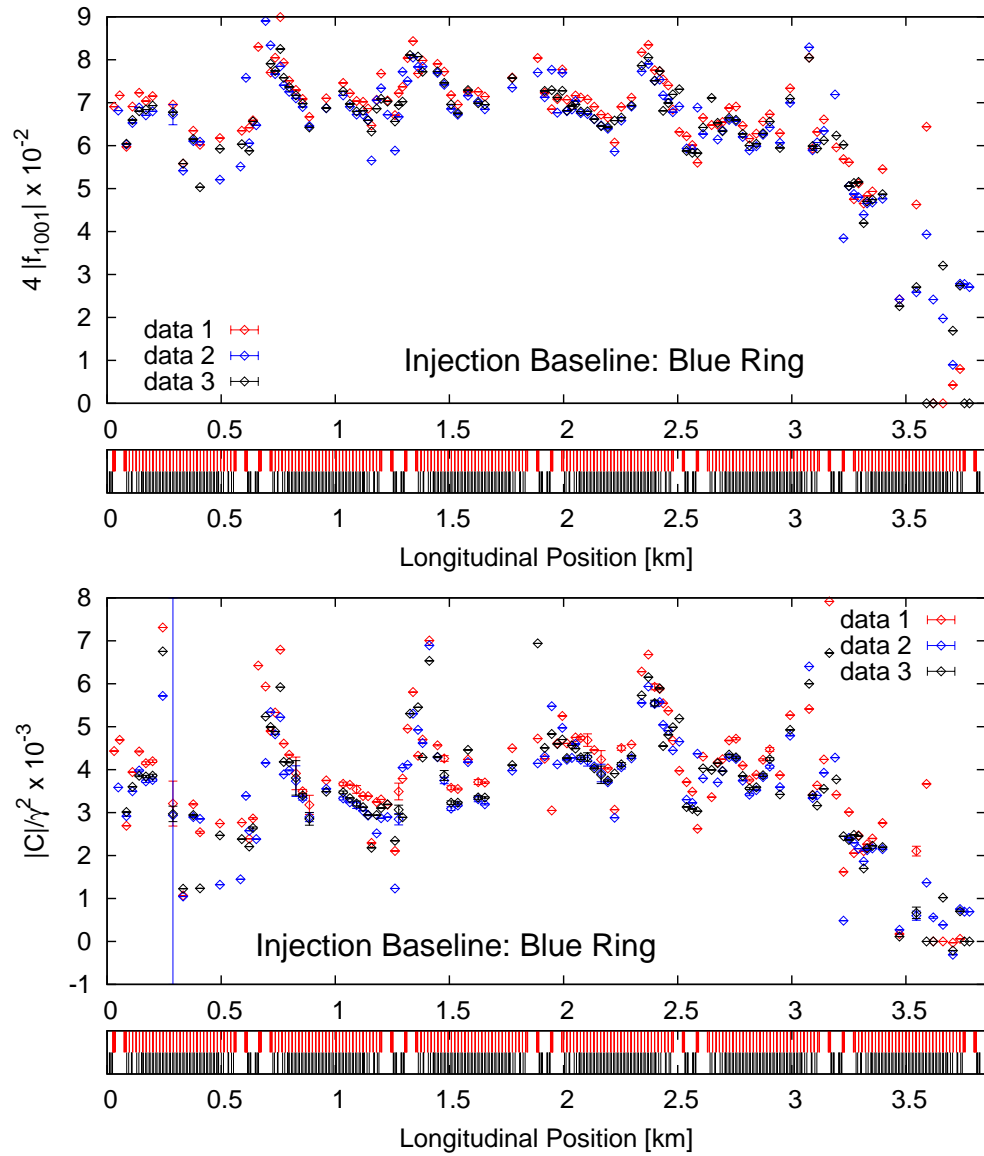 9
8
7
6
5
4
3
2
1
0
4 |f1001| x 10-2
data 1
data 2
data 3
Injection Baseline: Blue Ring
0 0.5 1 1.5 2 2.5 3 3.5
0 0.5 1 1.5 2 2.5 3 3.5
Longitudinal Position [km]
8
7
6
5
4
3
2
1
0
-1
|C|/γ2 x 10-3
data 1
data 2
data 3
Injection Baseline: Blue Ring
0 0.5 1 1.5 2 2.5 3 3.5
0 0.5 1 1.5 2 2.5 3 3.5
Longitudinal Position [km]